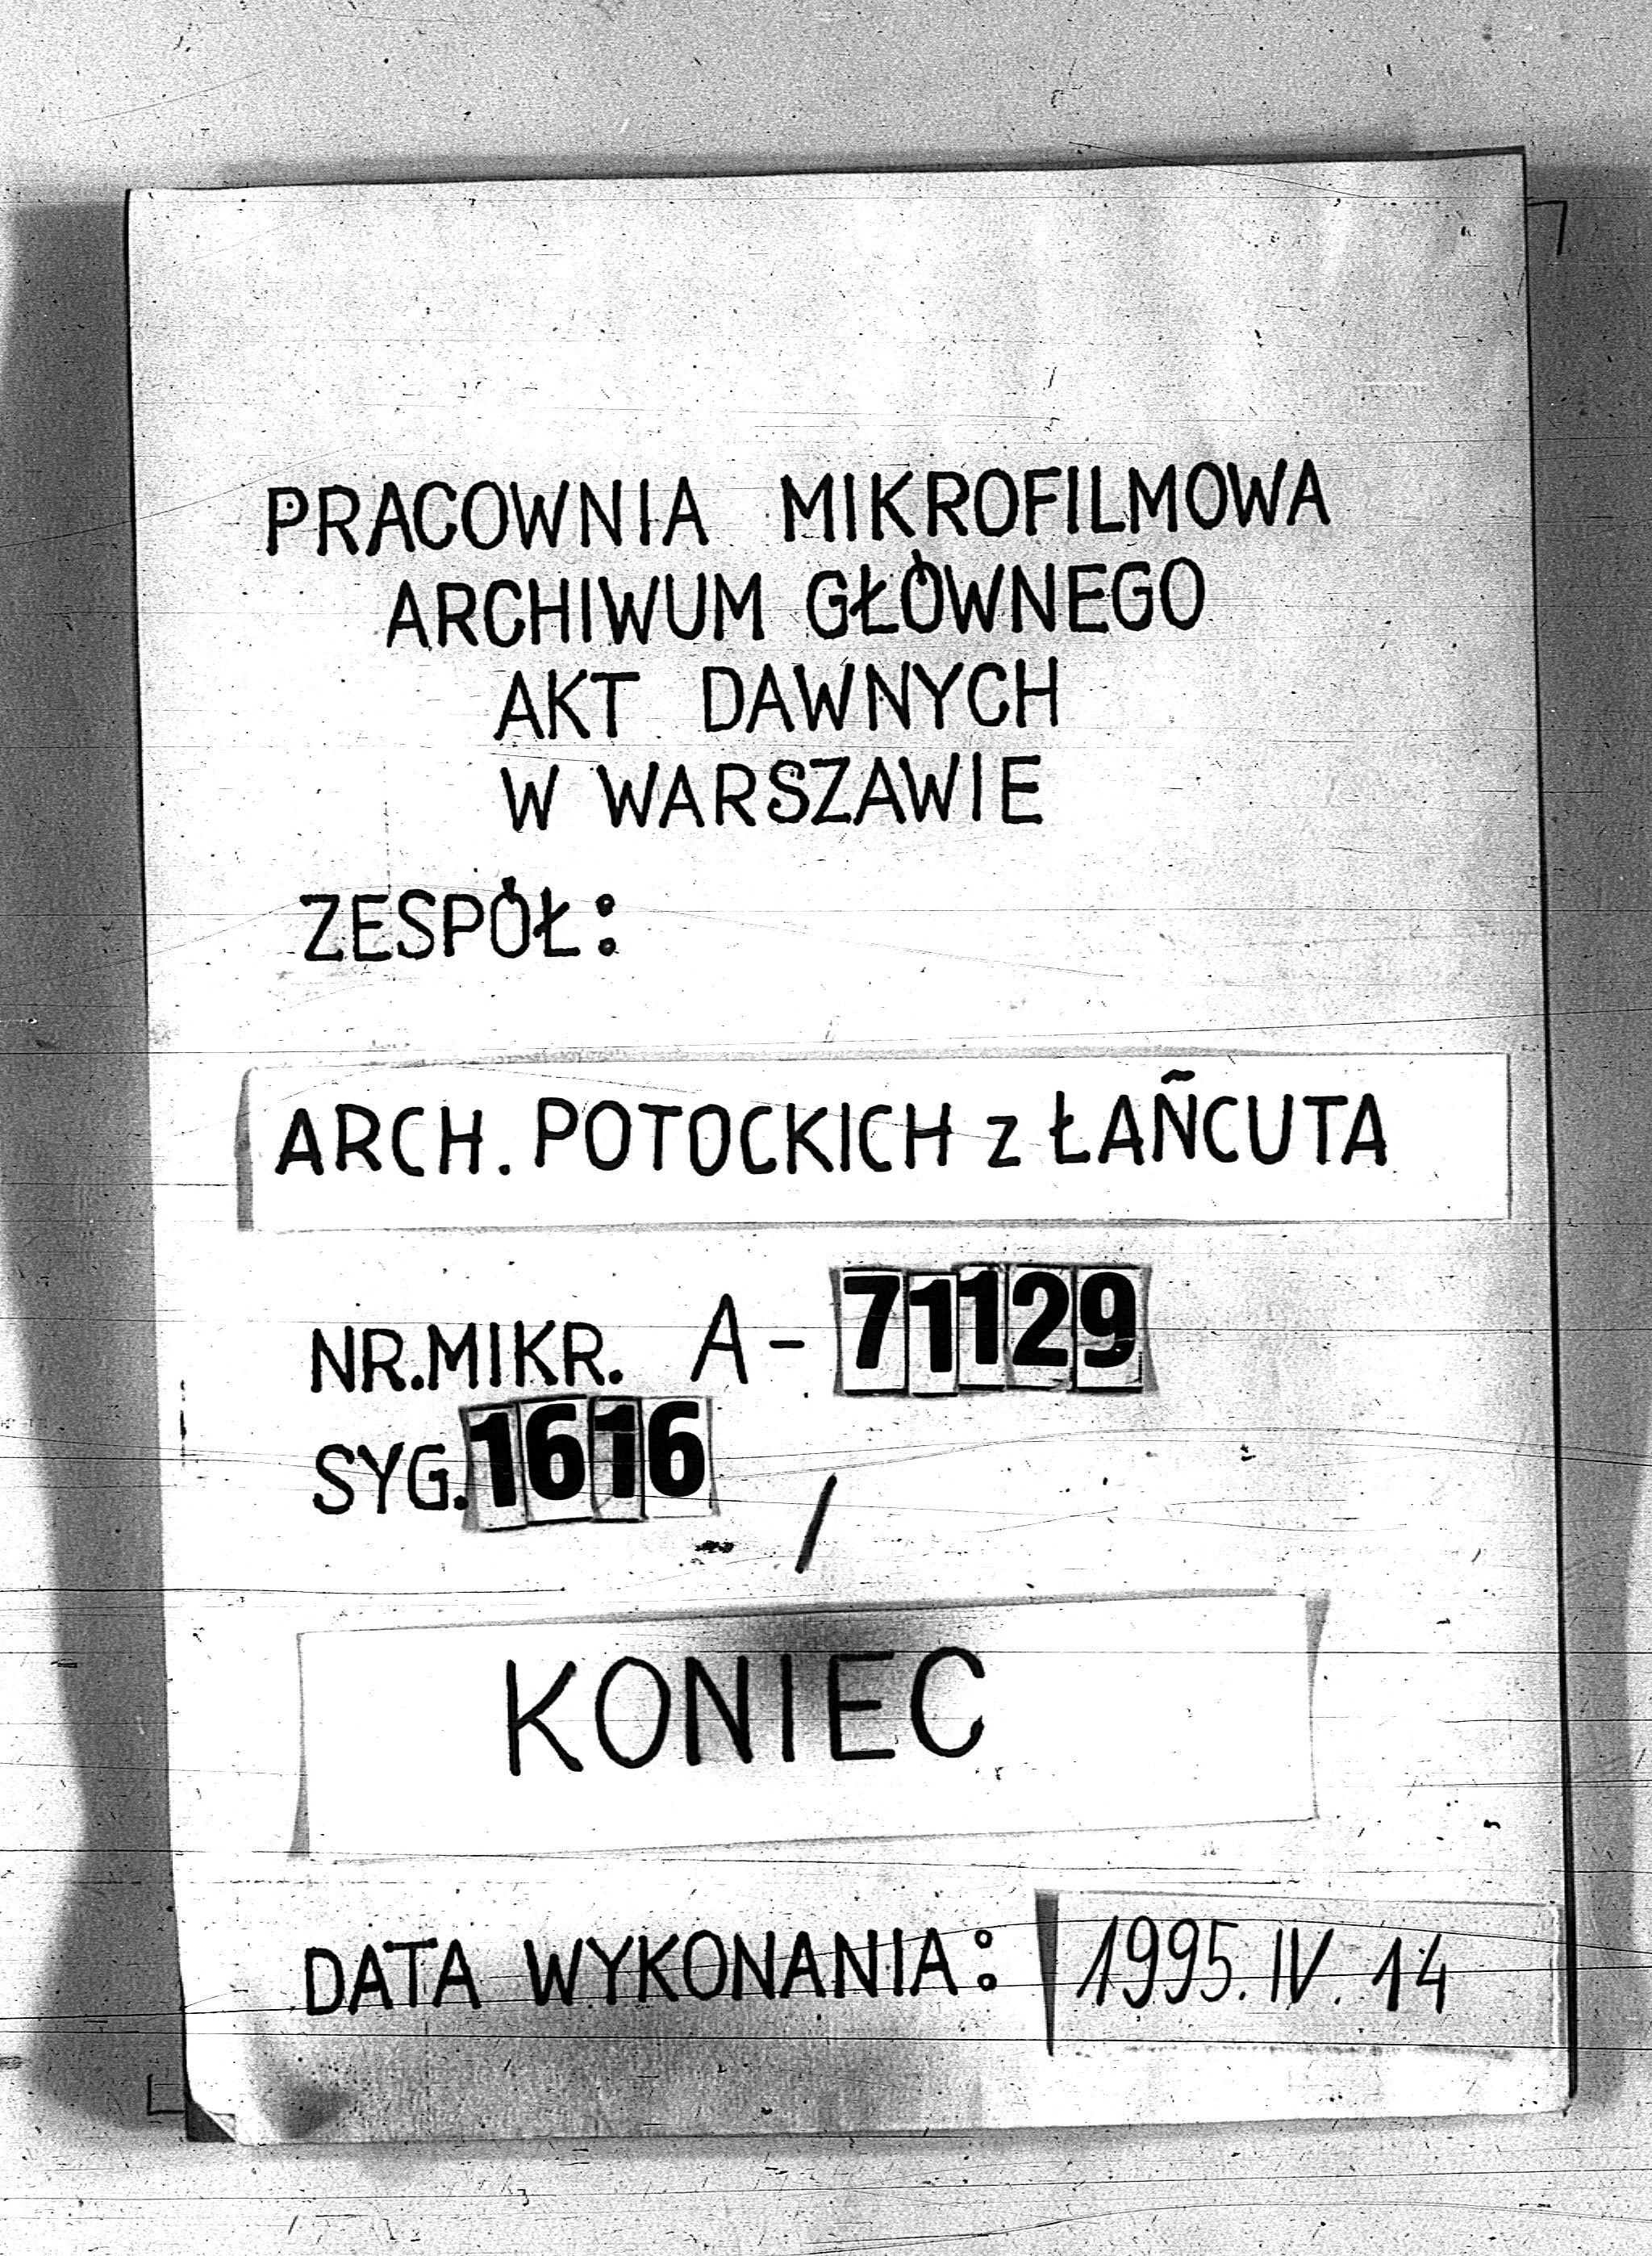 PRACOWNIA MIKROFILMOWA
ARCHIWUM GŁÓWNEGO
AKT DAWNYCH
W WARSZAWIE
ZESPÓŁ:
ARCH. POTOCKICH z ŁAŃCUTA
NR.MIKR. A-71129
SYG. 1616 /
KONIEC
DATA WYKONANIA: 1995.IV.14